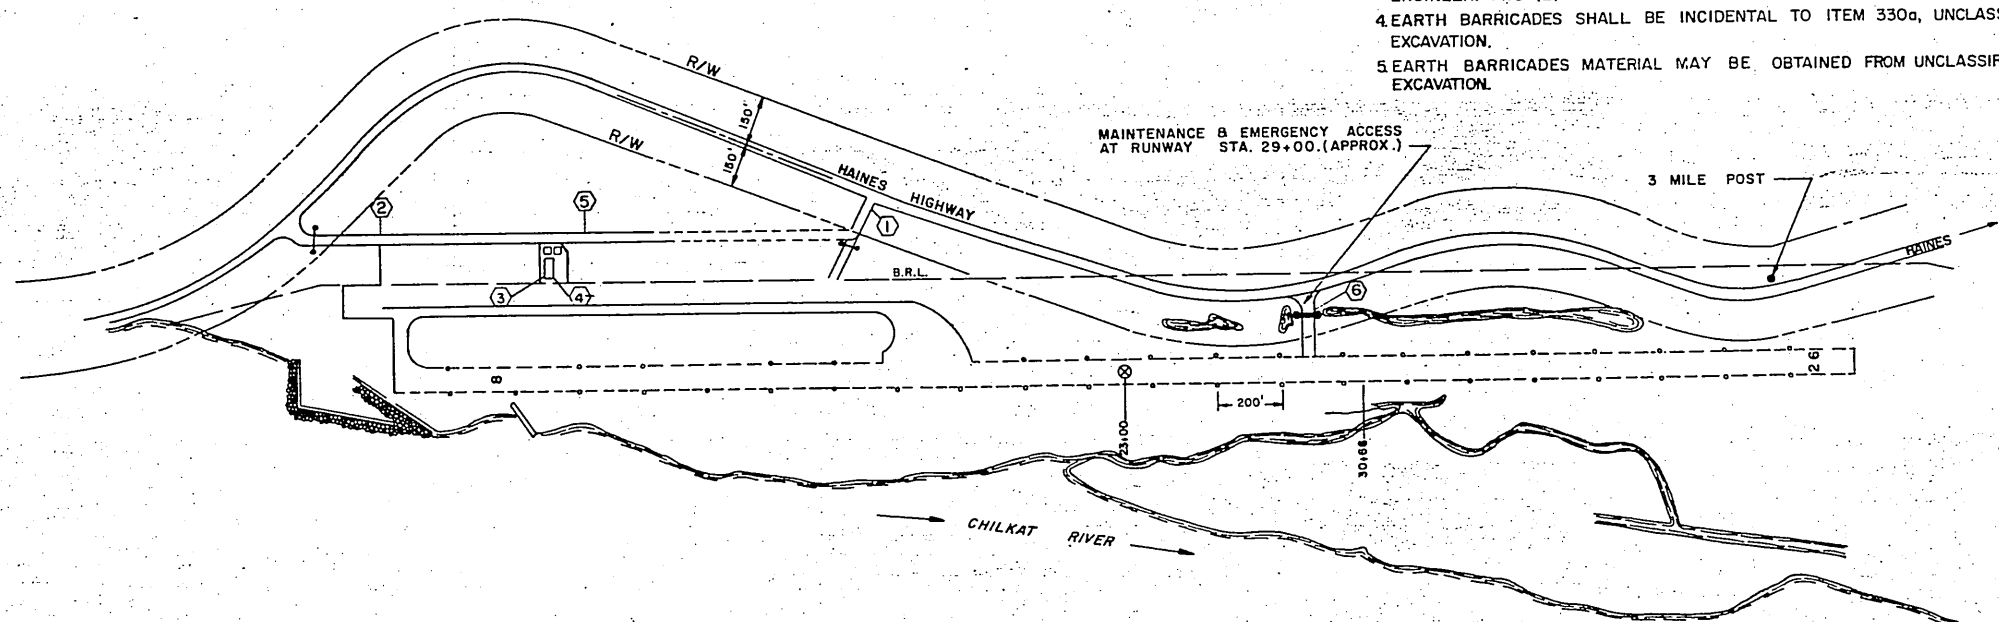 4. EARTH BARRICADES SHALL BE INCIDENTAL TO ITEM 330a, UNCLASS
EXCAVATION.
5. EARTH BARRICADES MATERIAL MAY BE OBTAINED FROM UNCLASSIF
EXCAVATION.
R/W
150'
150'
R/W
MAINTENANCE & EMERGENCY ACCESS
AT RUNWAY STA. 29+00.(APPROX.)
3 MILE POST
HAINES HIGHWAY
2
5
1
HAINES
B.R.L.
3
4
6
8
26
200'
23+00
30+66
CHILKAT RIVER